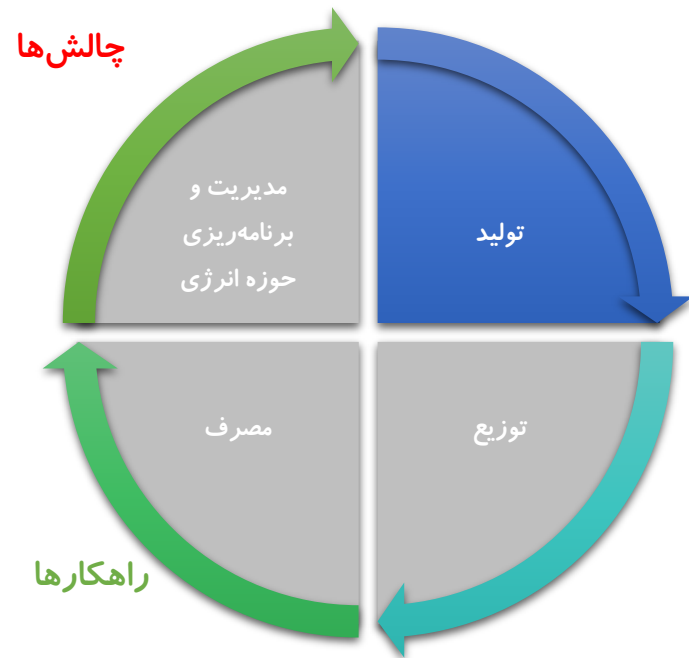 چالش‌ها
مدیریت و
برنامه‌ریزی
حوزه انرژی
تولید
مصرف
توزیع
راهکارها